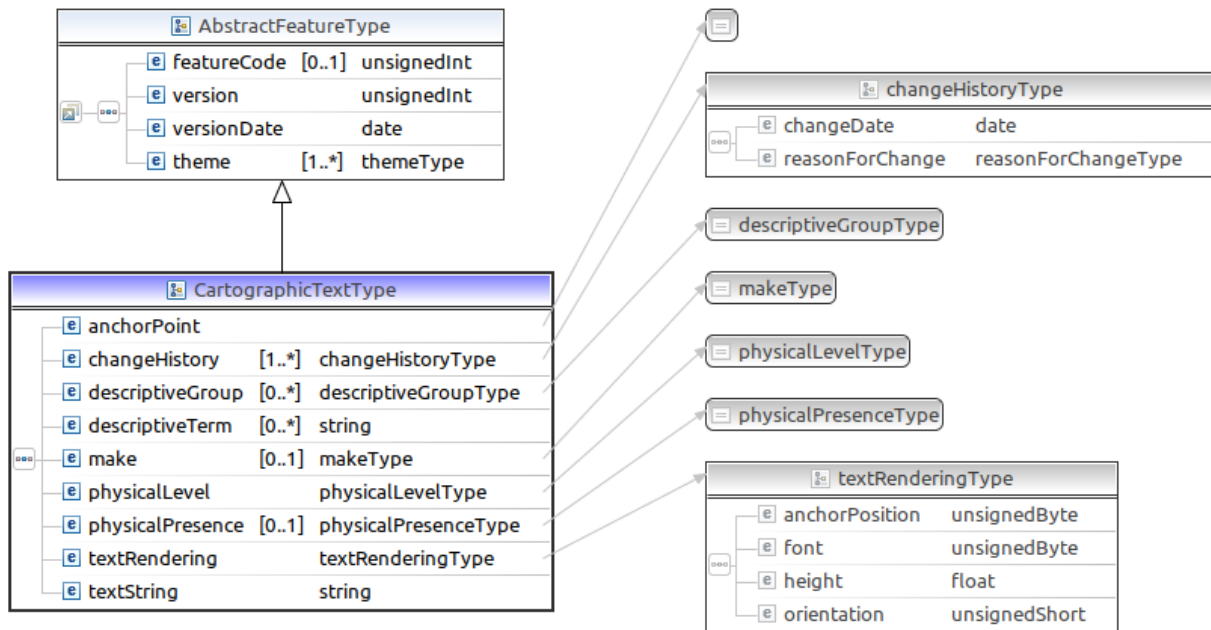 AbstractFeatureType
e featureCode [0..1] unsignedInt
e version unsignedInt
e versionDate date
e theme [1..*] themeType
CartographicTextType
e anchorPoint
e changeHistory [1..*] changeHistoryType
e descriptiveGroup [0..*] descriptiveGroupType
e descriptiveTerm [0..*] string
e make [0..1] makeType
e physicalLevel physicalLevelType
e physicalPresence [0..1] physicalPresenceType
e textRendering textRenderingType
e textString string
changeHistoryType
e changeDate date
e reasonForChange reasonForChangeType
descriptiveGroupType
makeType
physicalLevelType
physicalPresenceType
textRenderingType
e anchorPosition unsignedByte
e font unsignedByte
e height float
e orientation unsignedShort